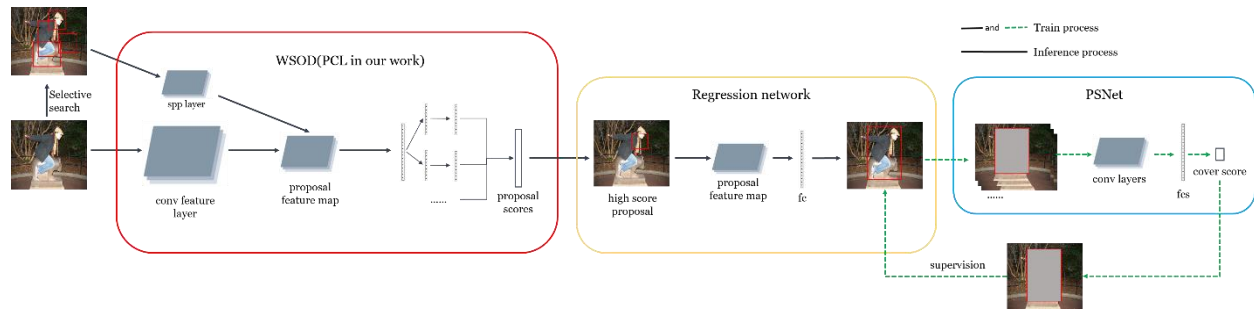 Selective
search
WSOD(PCL in our work)
spp layer
conv feature
layer
proposal
feature map
......
proposal
scores
Regression network
high score
proposal
proposal
feature map
fc
and
Train process
Inference process
PSNet
......
conv layers
fcs
cover score
supervision